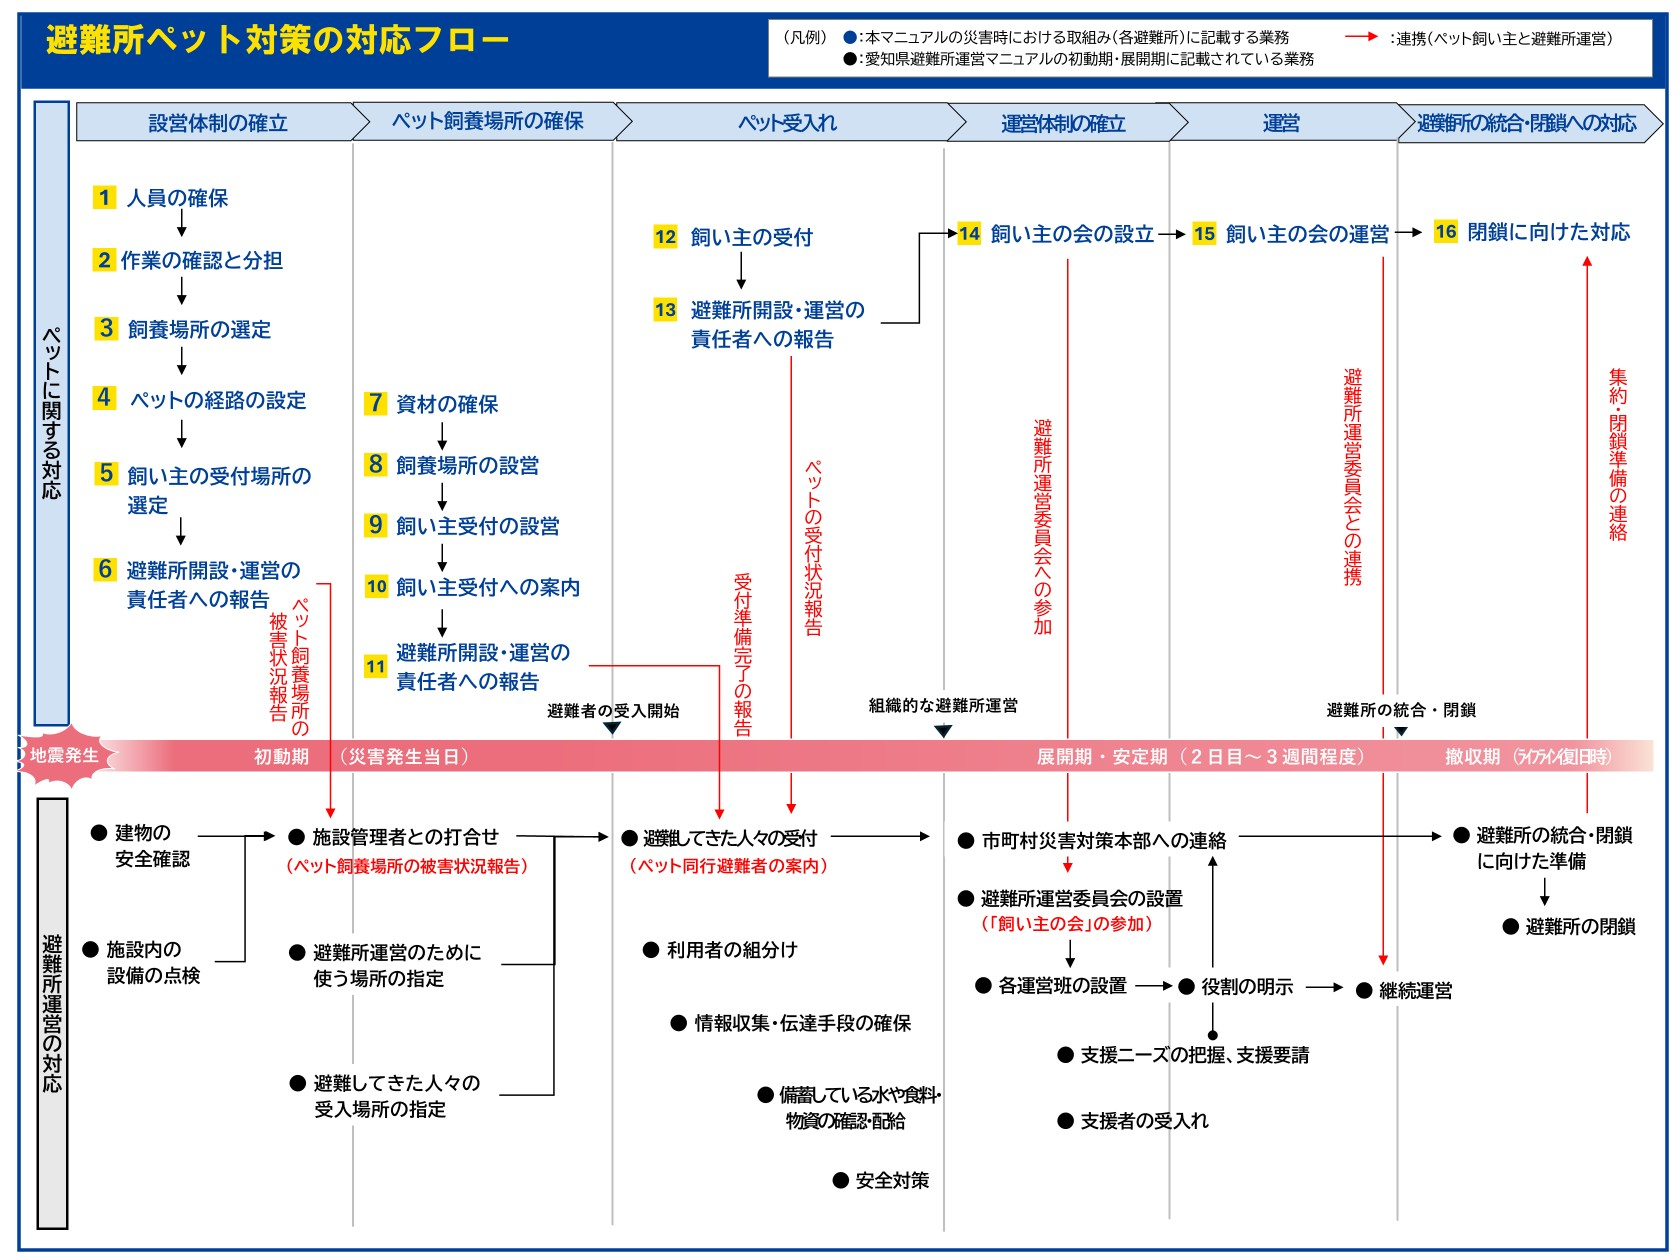 避難所ペット対策の対応フロー
（凡例） ●：本マニュアルの災害時における取組み（各避難所）に記載する業務
：連携（ペット飼い主と避難所運営）
●：愛知県避難所運営マニュアルの初動期・展開期に記載されている業務
設営体制の確立
ペット飼養場所の確保
ペット受入れ
運営体制の確立
運営
避難所の統合・閉鎖への対応
ペットに関する対応
1 人員の確保
2 作業の確認と分担
3 飼養場所の選定
4 ペットの経路の設定
5 飼い主の受付場所の
選定
6 避難所開設・運営の
責任者への報告
ペット飼養場所の
被害状況報告
7 資材の確保
8 飼養場所の設営
9 飼い主受付の設営
10 飼い主受付への案内
11 避難所開設・運営の
責任者への報告
受付準備完了の報告
12 飼い主の受付
13 避難所開設・運営の
責任者への報告
ペットの受付状況報告
14 飼い主の会の設立
避難所運営委員会への参加
15 飼い主の会の運営
避難所運営委員会との連携
16 閉鎖に向けた対応
集約・閉鎖準備の連絡
避難者の受入開始
組織的な避難所運営
避難所の統合・閉鎖
地震発生
初動期 （災害発生当日）
展開期・安定期（２日目～３週間程度）
撤収期（ライフライン復旧時）
避難所運営の対応
● 建物の
安全確認
● 施設内の
設備の点検
● 施設管理者との打合せ
（ペット飼養場所の被害状況報告）
● 避難所運営のために
使う場所の指定
● 避難してきた人々の
受入場所の指定
● 避難してきた人々の受付
（ペット同行避難者の案内）
● 利用者の組分け
● 情報収集・伝達手段の確保
● 備蓄している水や食料・
物資の確認・配給
● 安全対策
● 市町村災害対策本部への連絡
● 避難所運営委員会の設置
（「飼い主の会」の参加）
● 各運営班の設置
● 役割の明示
● 支援ニーズの把握、支援要請
● 支援者の受入れ
● 継続運営
● 避難所の統合・閉鎖
に向けた準備
● 避難所の閉鎖